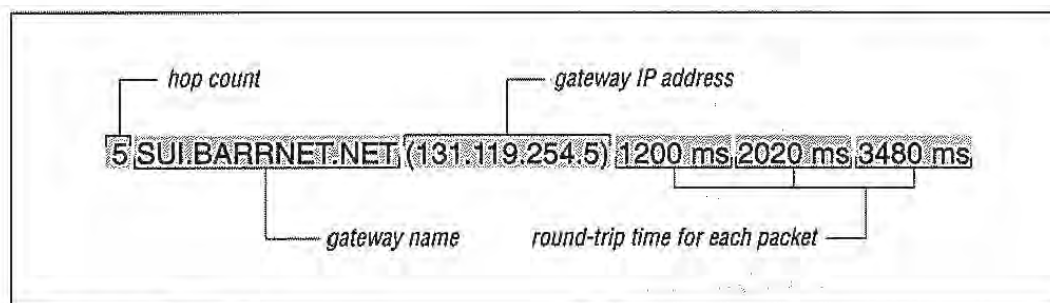 hop count gateway IP address
5 SUI.BARRNET.NET (131.119.254.5) 1200 ms 2020 ms 3480 ms
gateway name round-trip time for each packet